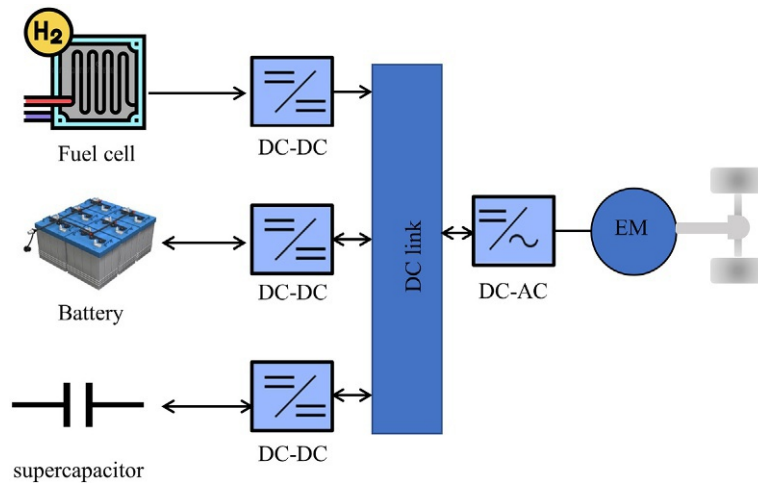 H2
Fuel cell
DC-DC
Battery
DC-DC
supercapacitor
DC-DC
DC link
DC-AC
EM